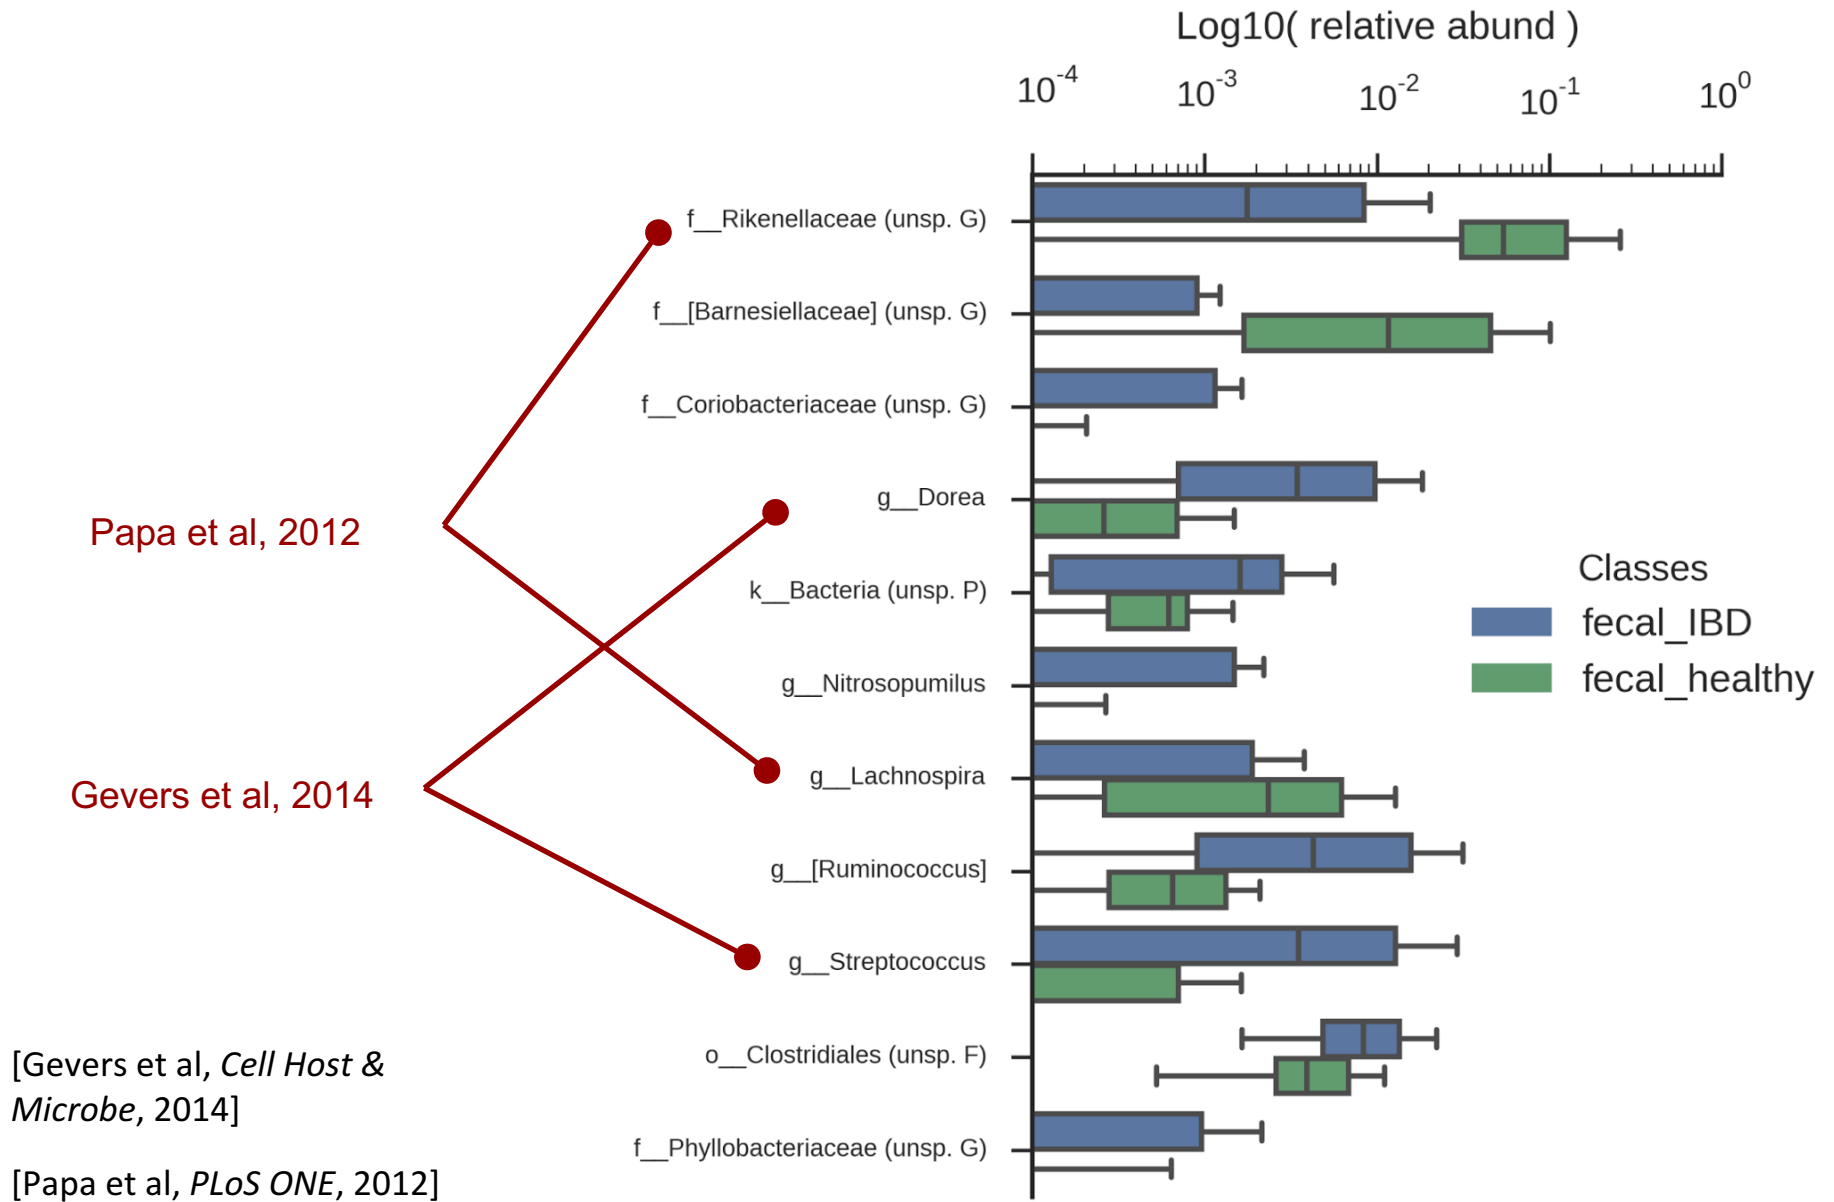 Log10( relative abund )
10^-4 10^-3 10^-2 10^-1 10^0
f__Rikenellaceae (unsp. G)
f__[Barnesiellaceae] (unsp. G)
f__Coriobacteriaceae (unsp. G)
g__Dorea
Papa et al, 2012
k__Bacteria (unsp. P)
Classes
fecal_IBD
fecal_healthy
g__Nitrosopumilus
g__Lachnospira
Gevers et al, 2014
g__[Ruminococcus]
g__Streptococcus
o__Clostridiales (unsp. F)
f__Phyllobacteriaceae (unsp. G)
[Gevers et al, Cell Host &
Microbe, 2014]
[Papa et al, PLoS ONE, 2012]